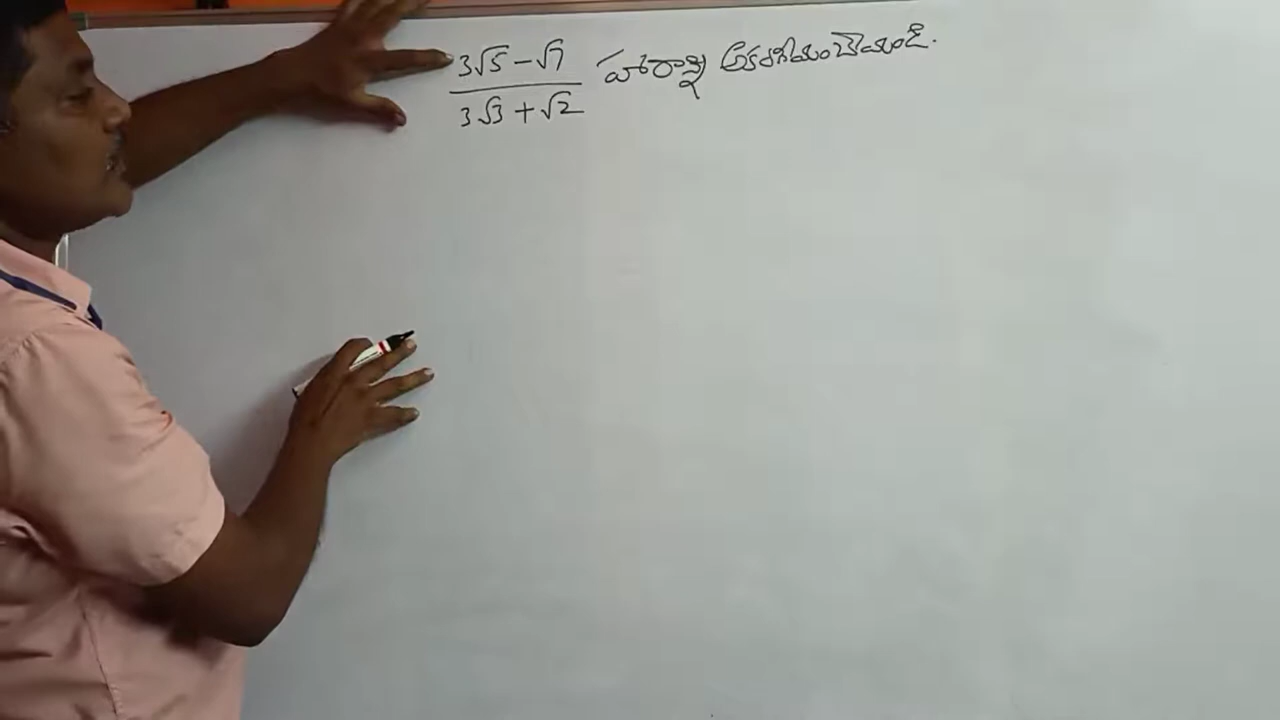 (3√5 − √7)/(3√3 + √2) హారాన్ని అకరణీయం చేయండి.